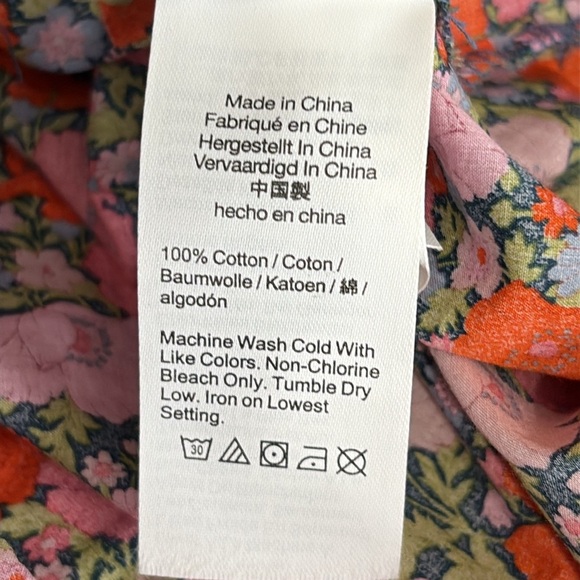 Made in China
Fabriqué en Chine
Hergestellt In China
Vervaardigd In China
中国製
hecho en china
100% Cotton / Coton /
Baumwolle / Katoen / 綿 /
algodón
Machine Wash Cold With
Like Colors. Non-Chlorine
Bleach Only. Tumble Dry
Low. Iron on Lowest
Setting.
30